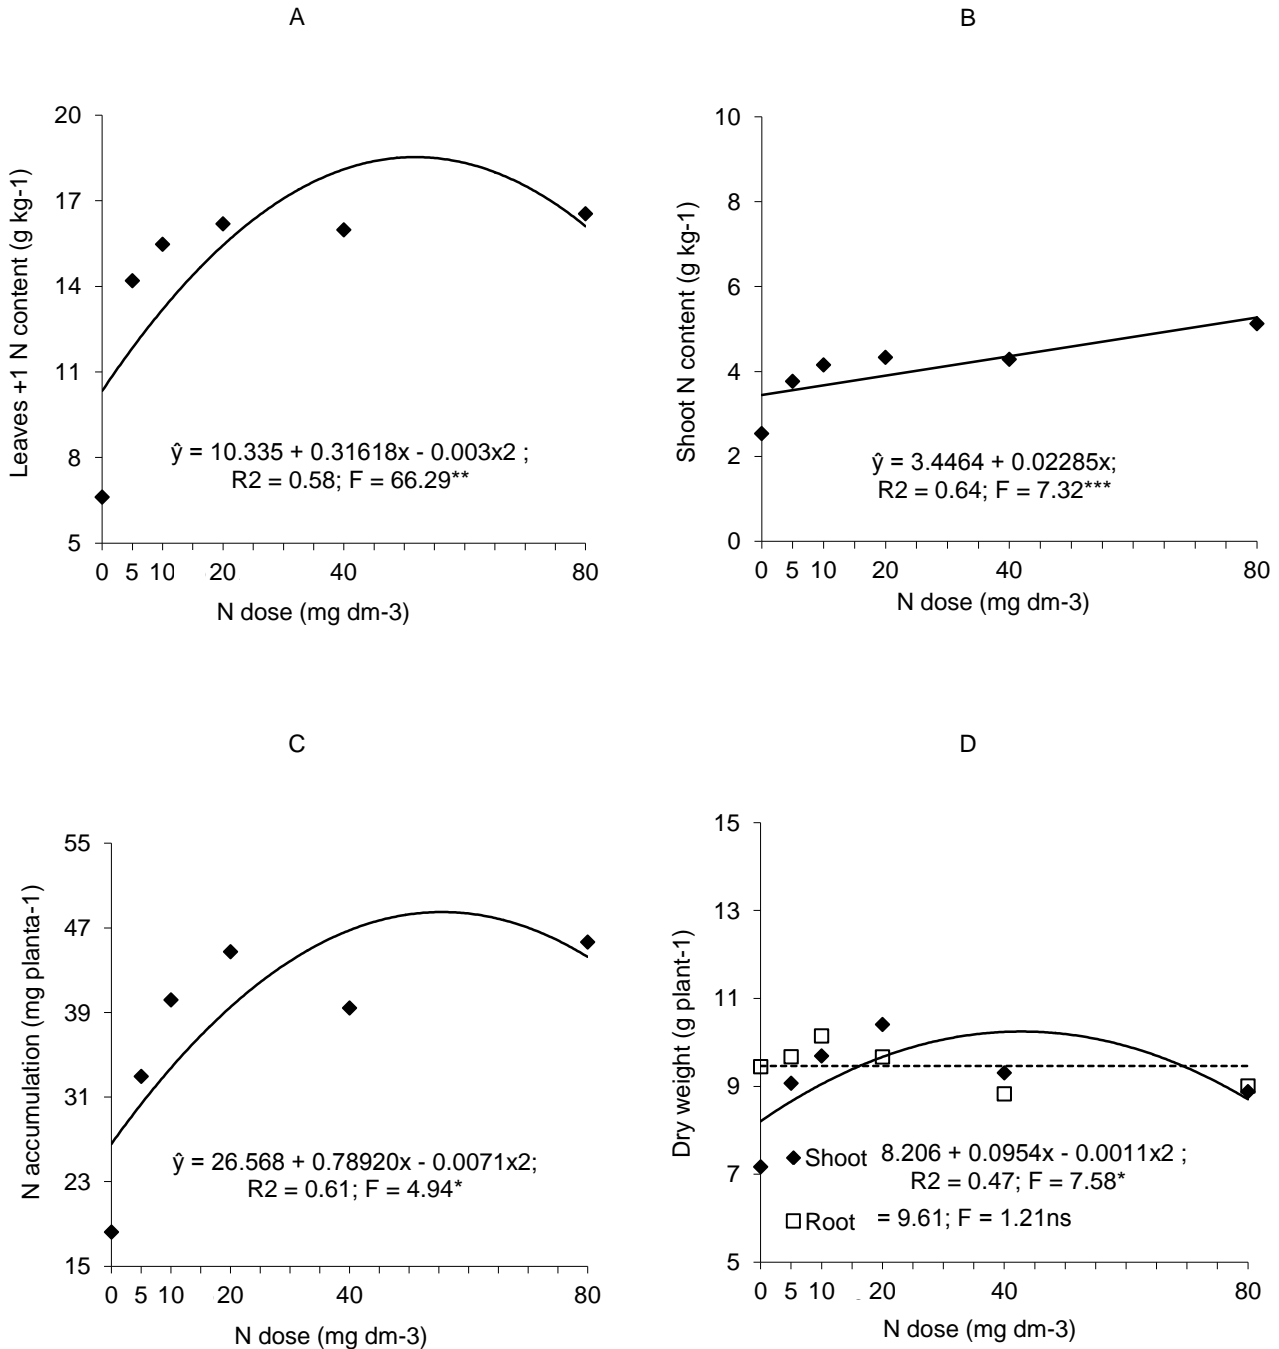 A
Leaves +1 N content (g kg-1)
20
17
14
11
8
5
ŷ = 10.335 + 0.31618x - 0.003x2 ;
R2 = 0.58; F = 66.29**
0 5 10 20 40 80
N dose (mg dm-3)
B
Shoot N content (g kg-1)
10
8
6
4
2
0
ŷ = 3.4464 + 0.02285x;
R2 = 0.64; F = 7.32***
0 5 10 20 40 80
N dose (mg dm-3)
C
N accumulation (mg planta-1)
55
47
39
31
23
15
ŷ = 26.568 + 0.78920x - 0.0071x2;
R2 = 0.61; F = 4.94*
0 5 10 20 40 80
N dose (mg dm-3)
D
Dry weight (g plant-1)
15
13
11
9
7
5
Shoot 8.206 + 0.0954x - 0.0011x2 ;
R2 = 0.47; F = 7.58*
Root = 9.61; F = 1.21ns
0 5 10 20 40 80
N dose (mg dm-3)